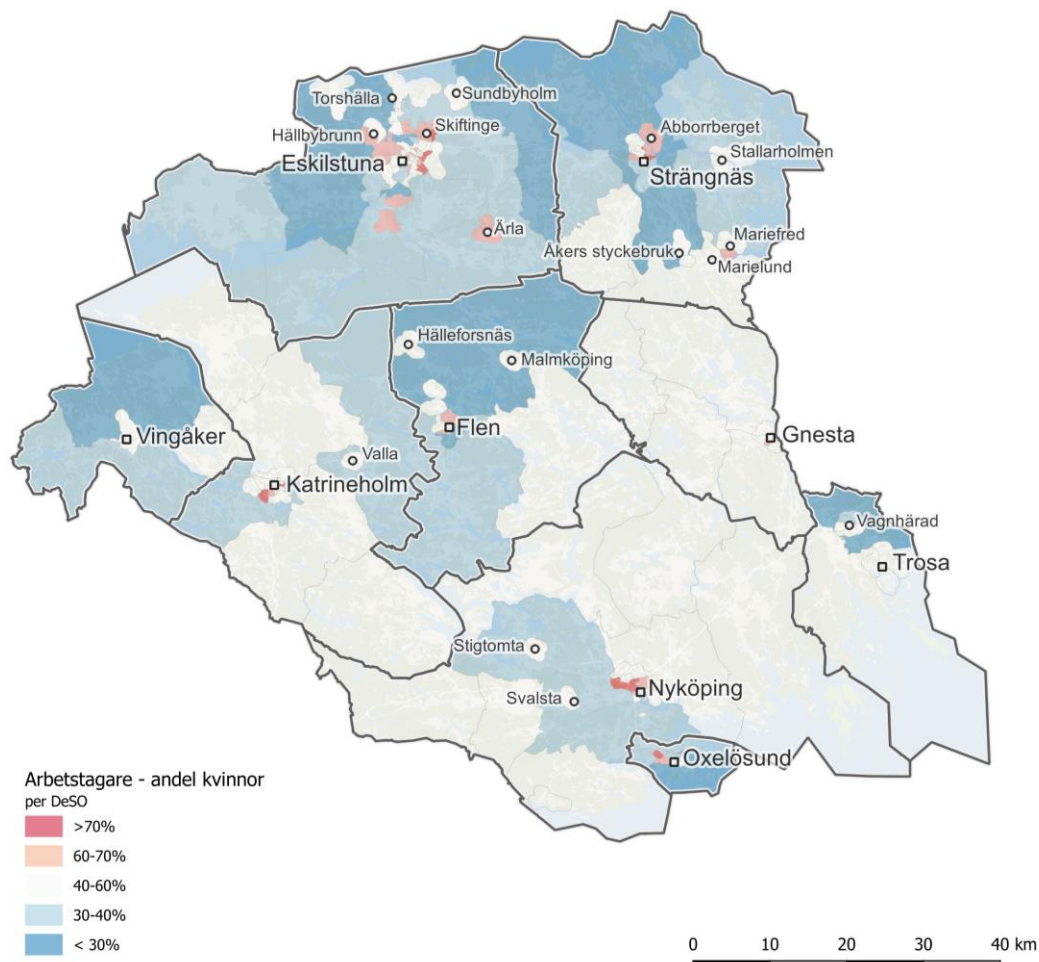 Torshälla
Sundbyholm
Hällbybrunn
Skiftinge
Eskilstuna
Abborrberget
Stallarholmen
Strängnäs
Ärla
Åkers styckebruk
Mariefred
Marielund
Hälleforsnäs
Malmköping
Vingåker
Flen
Gnesta
Valla
Katrineholm
Vagnhärad
Trosa
Stigtomta
Svalsta
Nyköping
Oxelösund
Arbetstagare - andel kvinnor
per DeSO
>70%
60-70%
40-60%
30-40%
< 30%
0 10 20 30 40 km